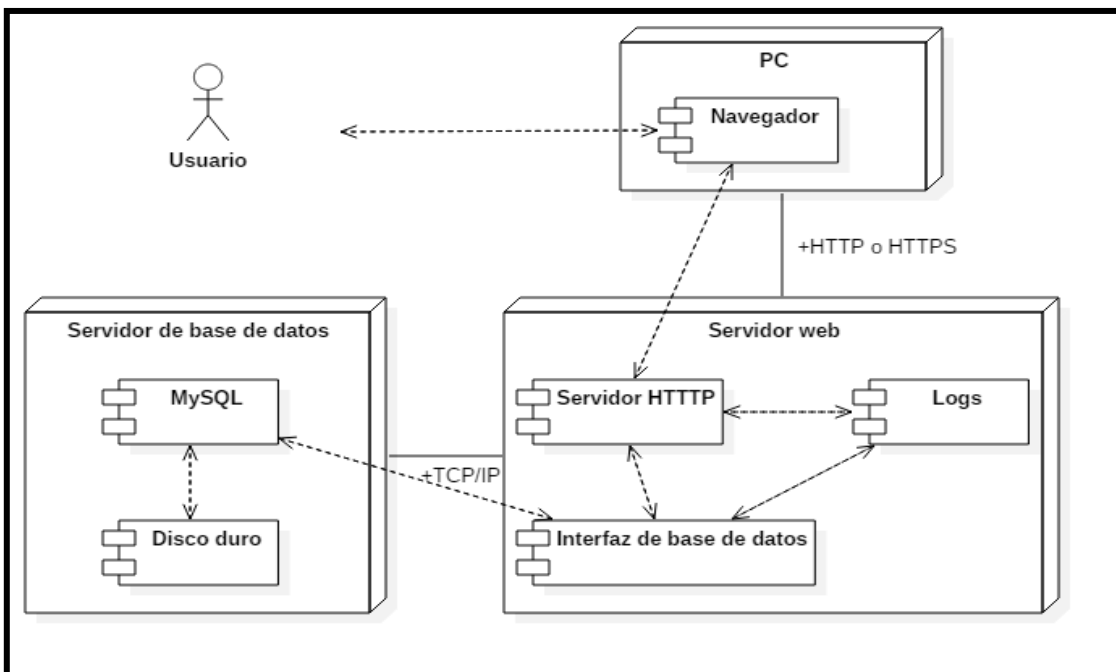 PC
Navegador
Usuario
+HTTP o HTTPS
Servidor de base de datos
MySQL
Disco duro
+TCP/IP
Servidor web
Servidor HTTTP
Logs
Interfaz de base de datos